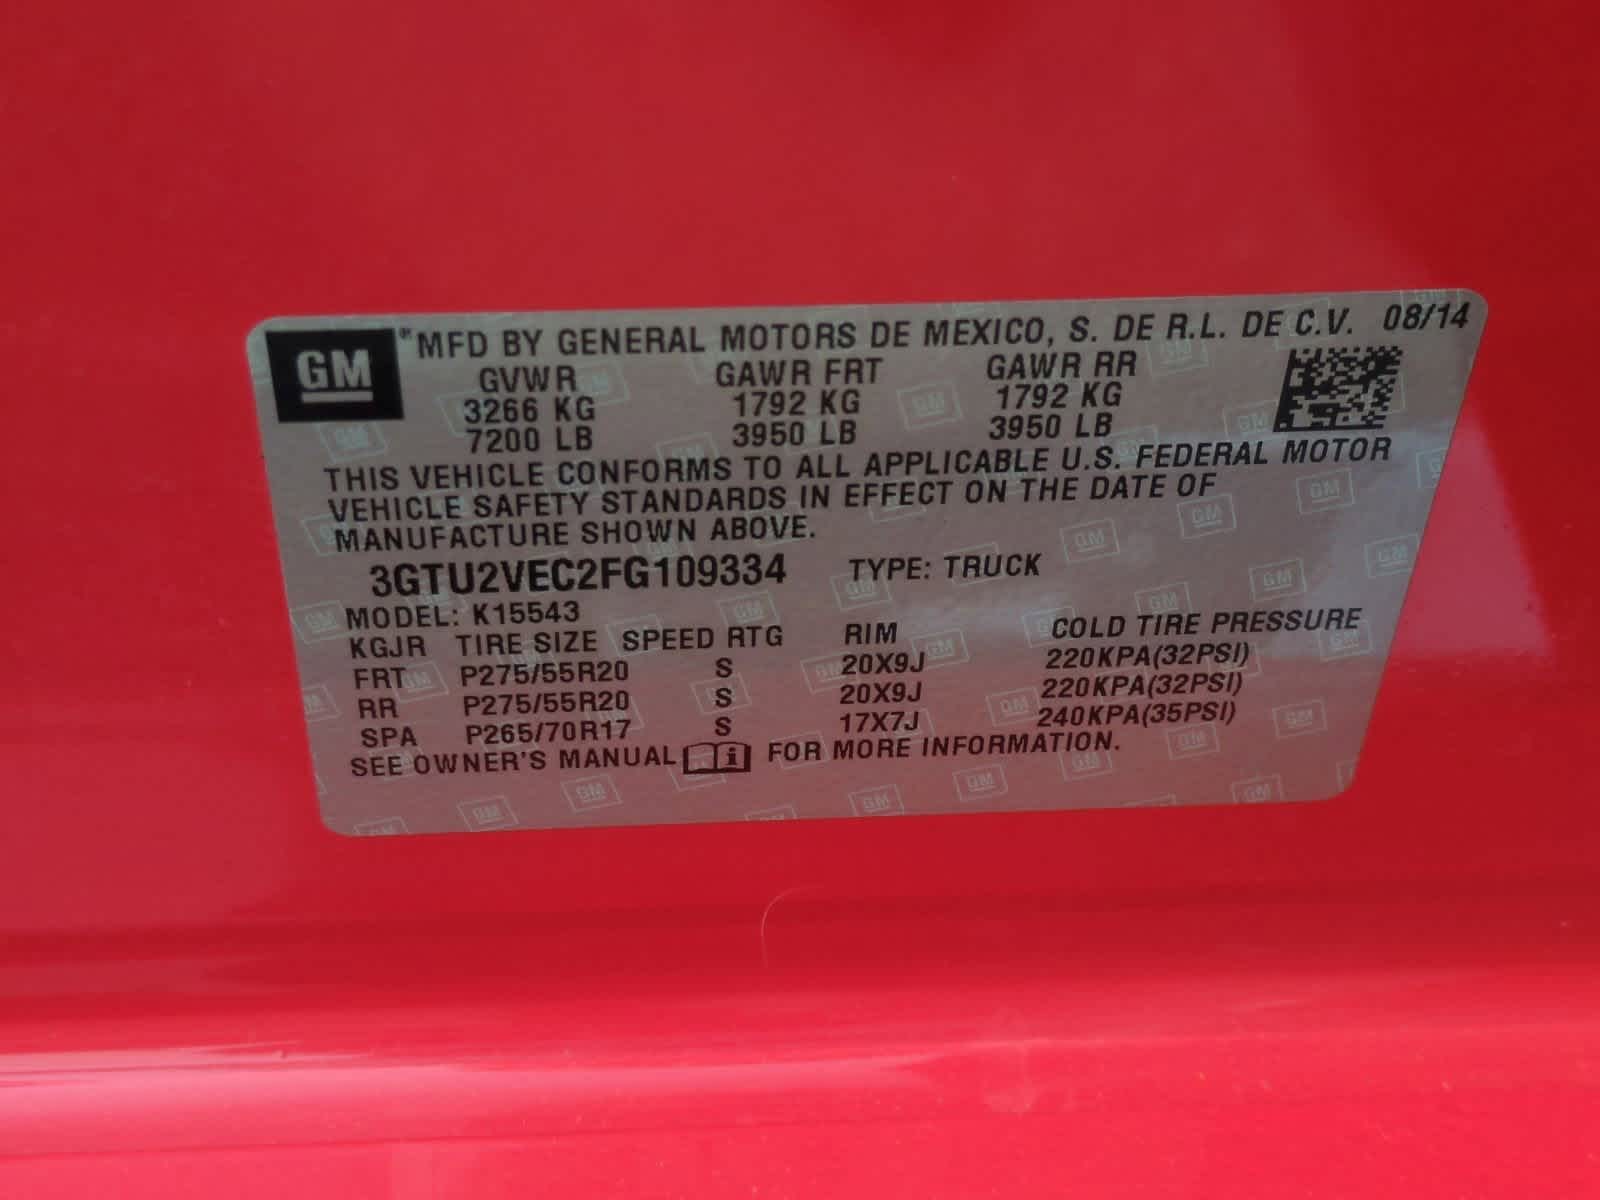 GM
MFD BY GENERAL MOTORS DE MEXICO, S. DE R.L. DE C.V. 08/14
GVWR GAWR FRT GAWR RR
3266 KG 1792 KG 1792 KG
7200 LB 3950 LB 3950 LB
THIS VEHICLE CONFORMS TO ALL APPLICABLE U.S. FEDERAL MOTOR
VEHICLE SAFETY STANDARDS IN EFFECT ON THE DATE OF
MANUFACTURE SHOWN ABOVE.
3GTU2VEC2FG109334 TYPE: TRUCK
MODEL: K15543
KGJR TIRE SIZE SPEED RTG RIM COLD TIRE PRESSURE
FRT P275/55R20 S 20X9J 220KPA(32PSI)
RR P275/55R20 S 20X9J 220KPA(32PSI)
SPA P265/70R17 S 17X7J 240KPA(35PSI)
SEE OWNER'S MANUAL i FOR MORE INFORMATION.